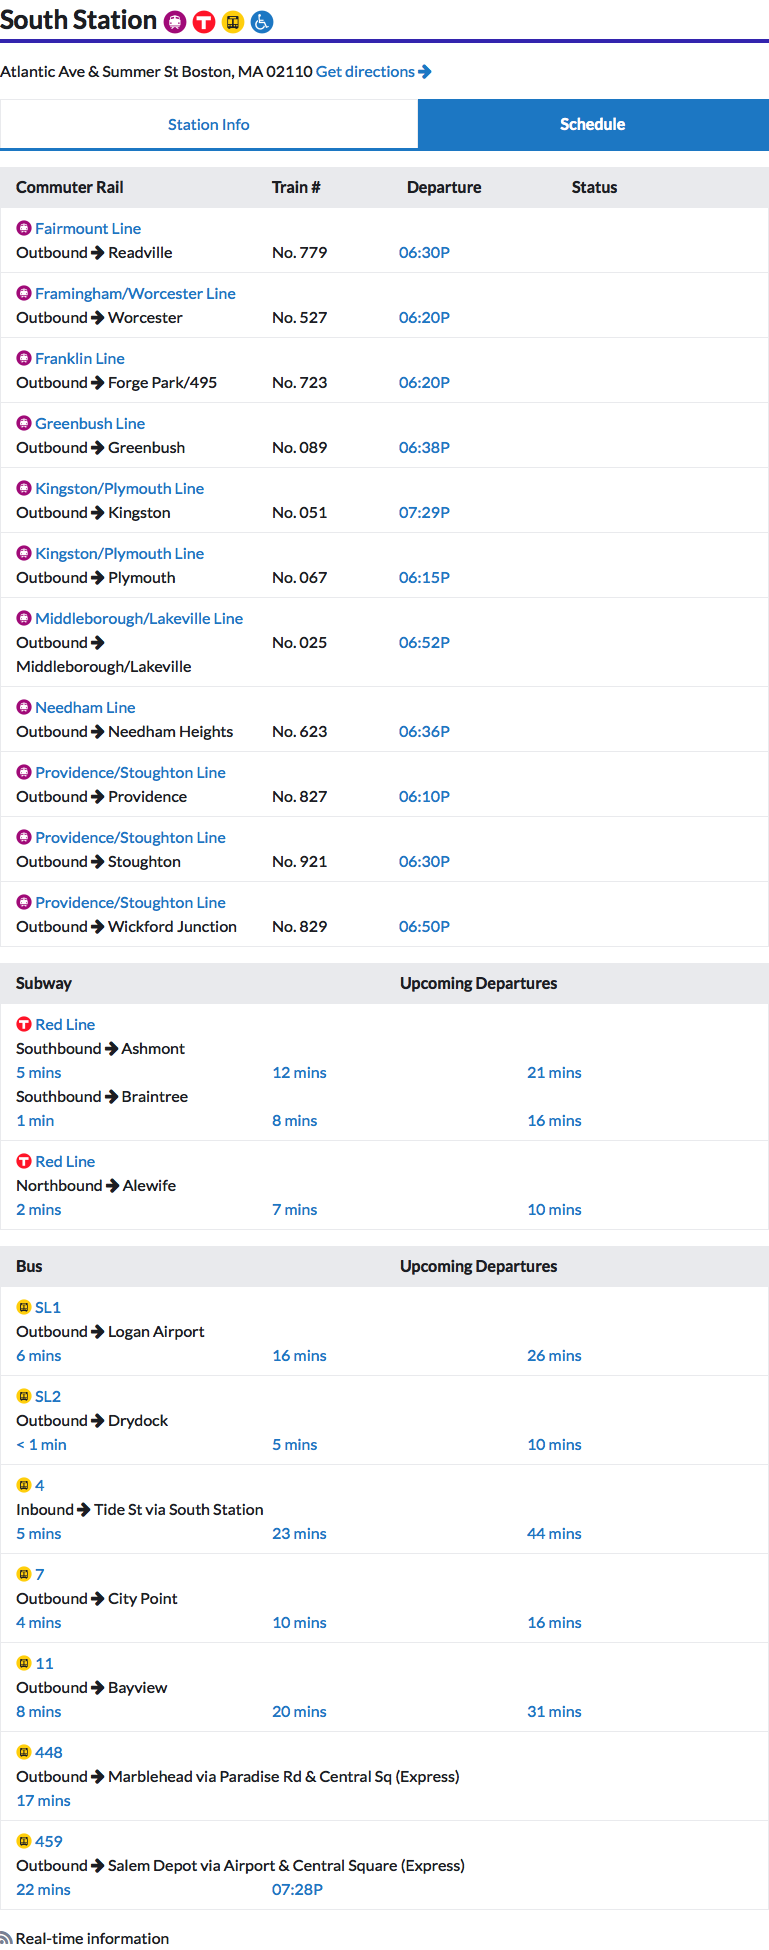 South Station
Atlantic Ave & Summer St Boston, MA 02110 Get directions
Station Info Schedule
Commuter Rail Train # Departure Status
Fairmount Line
Outbound → Readville No. 779 06:30P
Framingham/Worcester Line
Outbound → Worcester No. 527 06:20P
Franklin Line
Outbound → Forge Park/495 No. 723 06:20P
Greenbush Line
Outbound → Greenbush No. 089 06:38P
Kingston/Plymouth Line
Outbound → Kingston No. 051 07:29P
Kingston/Plymouth Line
Outbound → Plymouth No. 067 06:15P
Middleborough/Lakeville Line
Outbound → No. 025 06:52P
Middleborough/Lakeville
Needham Line
Outbound → Needham Heights No. 623 06:36P
Providence/Stoughton Line
Outbound → Providence No. 827 06:10P
Providence/Stoughton Line
Outbound → Stoughton No. 921 06:30P
Providence/Stoughton Line
Outbound → Wickford Junction No. 829 06:50P
Subway Upcoming Departures
Red Line
Southbound → Ashmont
5 mins 12 mins 21 mins
Southbound → Braintree
1 min 8 mins 16 mins
Red Line
Northbound → Alewife
2 mins 7 mins 10 mins
Bus Upcoming Departures
SL1
Outbound → Logan Airport
6 mins 16 mins 26 mins
SL2
Outbound → Drydock
< 1 min 5 mins 10 mins
4
Inbound → Tide St via South Station
5 mins 23 mins 44 mins
7
Outbound → City Point
4 mins 10 mins 16 mins
11
Outbound → Bayview
8 mins 20 mins 31 mins
448
Outbound → Marblehead via Paradise Rd & Central Sq (Express)
17 mins
459
Outbound → Salem Depot via Airport & Central Square (Express)
22 mins 07:28P
Real-time information